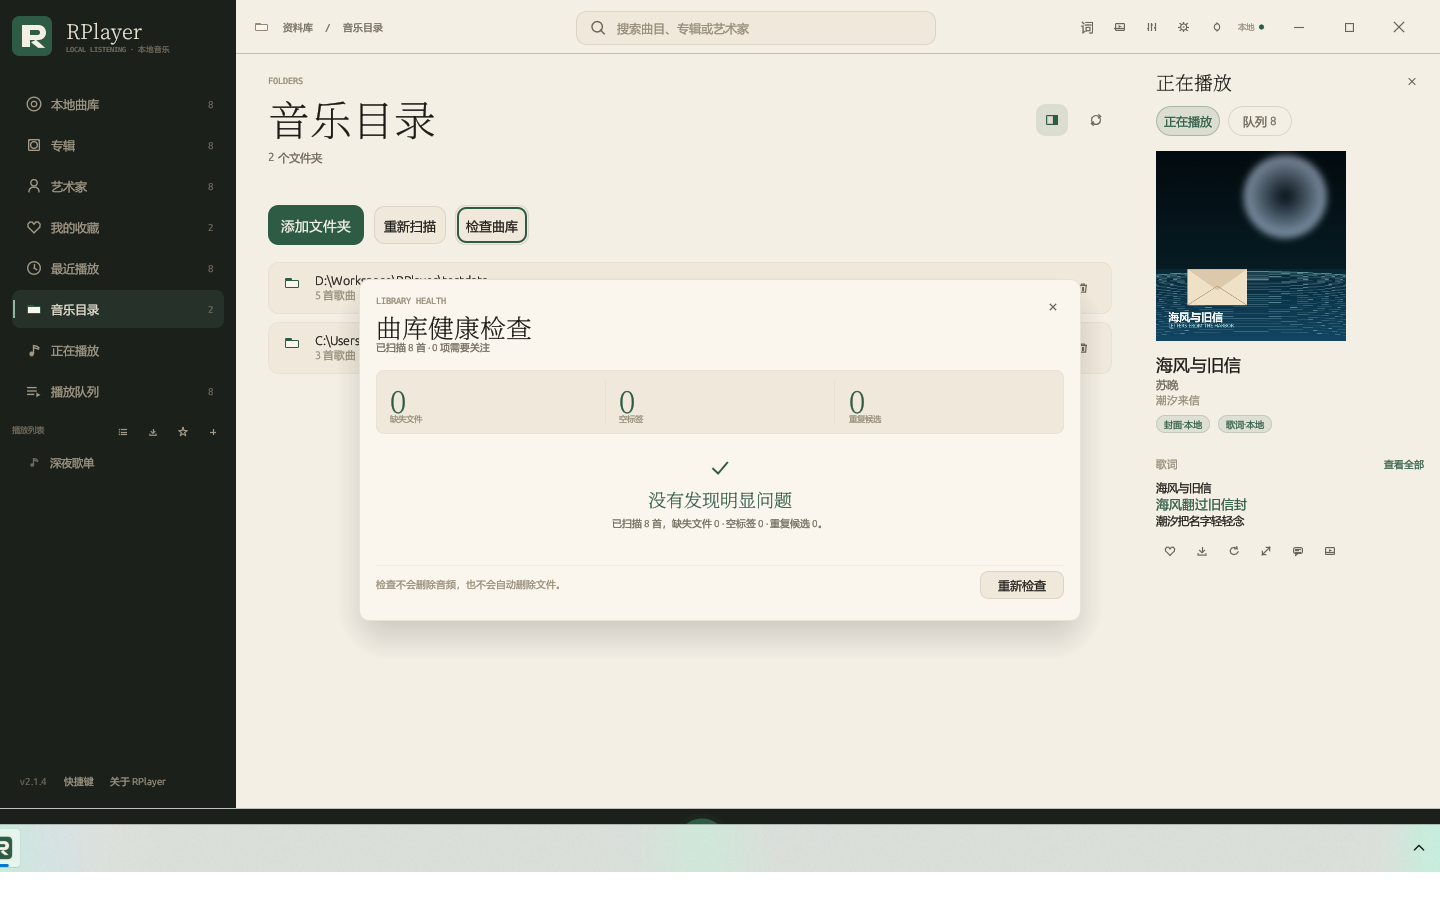 RPlayer
LOCAL LISTENING · 本地音乐
本地曲库 8
专辑 8
艺术家 8
我的收藏 2
最近播放 8
音乐目录 2
正在播放
播放队列 8
播放列表
深夜歌单
v2.1.4 快捷键 关于 RPlayer
资料库 / 音乐目录
搜索曲目、专辑或艺术家
词
本地
FOLDERS
音乐目录
2 个文件夹
添加文件夹 重新扫描 检查曲库
D:\Workspace\RPlayer\testdata
5 首歌曲
C:\Users
3 首歌曲
LIBRARY HEALTH
曲库健康检查
已扫描 8 首 · 0 项需要关注
0 0 0
缺失文件 空标签 重复候选
没有发现明显问题
已扫描 8 首，缺失文件 0 · 空标签 0 · 重复候选 0。
检查不会删除音频，也不会自动删除文件。
重新检查
正在播放
正在播放 队列 8
海风与旧信
LETTERS FROM THE HARBOR
海风与旧信
苏晚
潮汐来信
封面·本地 歌词·本地
歌词 查看全部
海风与旧信
海风翻过旧信封
潮汐把名字轻轻念